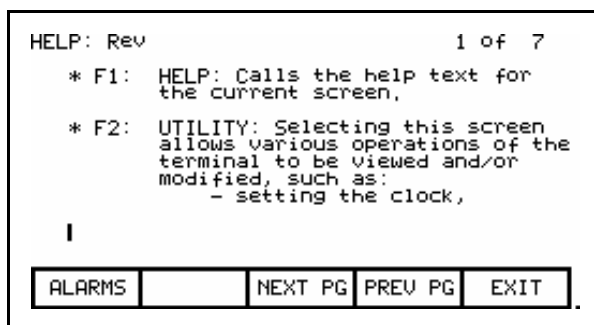 HELP: Rev 1 of 7
* F1: HELP: Calls the help text for
the current screen,
* F2: UTILITY: Selecting this screen
allows various operations of the
terminal to be viewed and/or
modified, such as:
- setting the clock,
ALARMS NEXT PG PREV PG EXIT